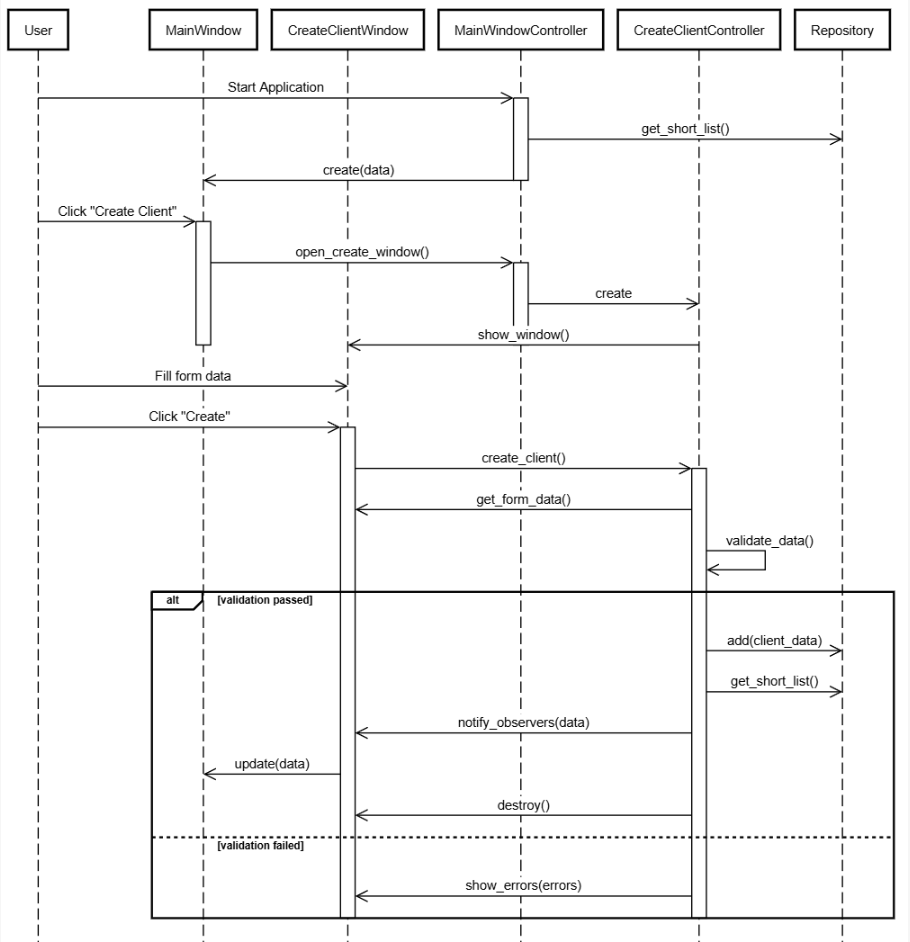 User
MainWindow
CreateClientWindow
MainWindowController
CreateClientController
Repository
Start Application
get_short_list()
create(data)
Click "Create Client"
open_create_window()
create
show_window()
Fill form data
Click "Create"
create_client()
get_form_data()
validate_data()
alt
[validation passed]
add(client_data)
get_short_list()
notify_observers(data)
update(data)
destroy()
[validation failed]
show_errors(errors)